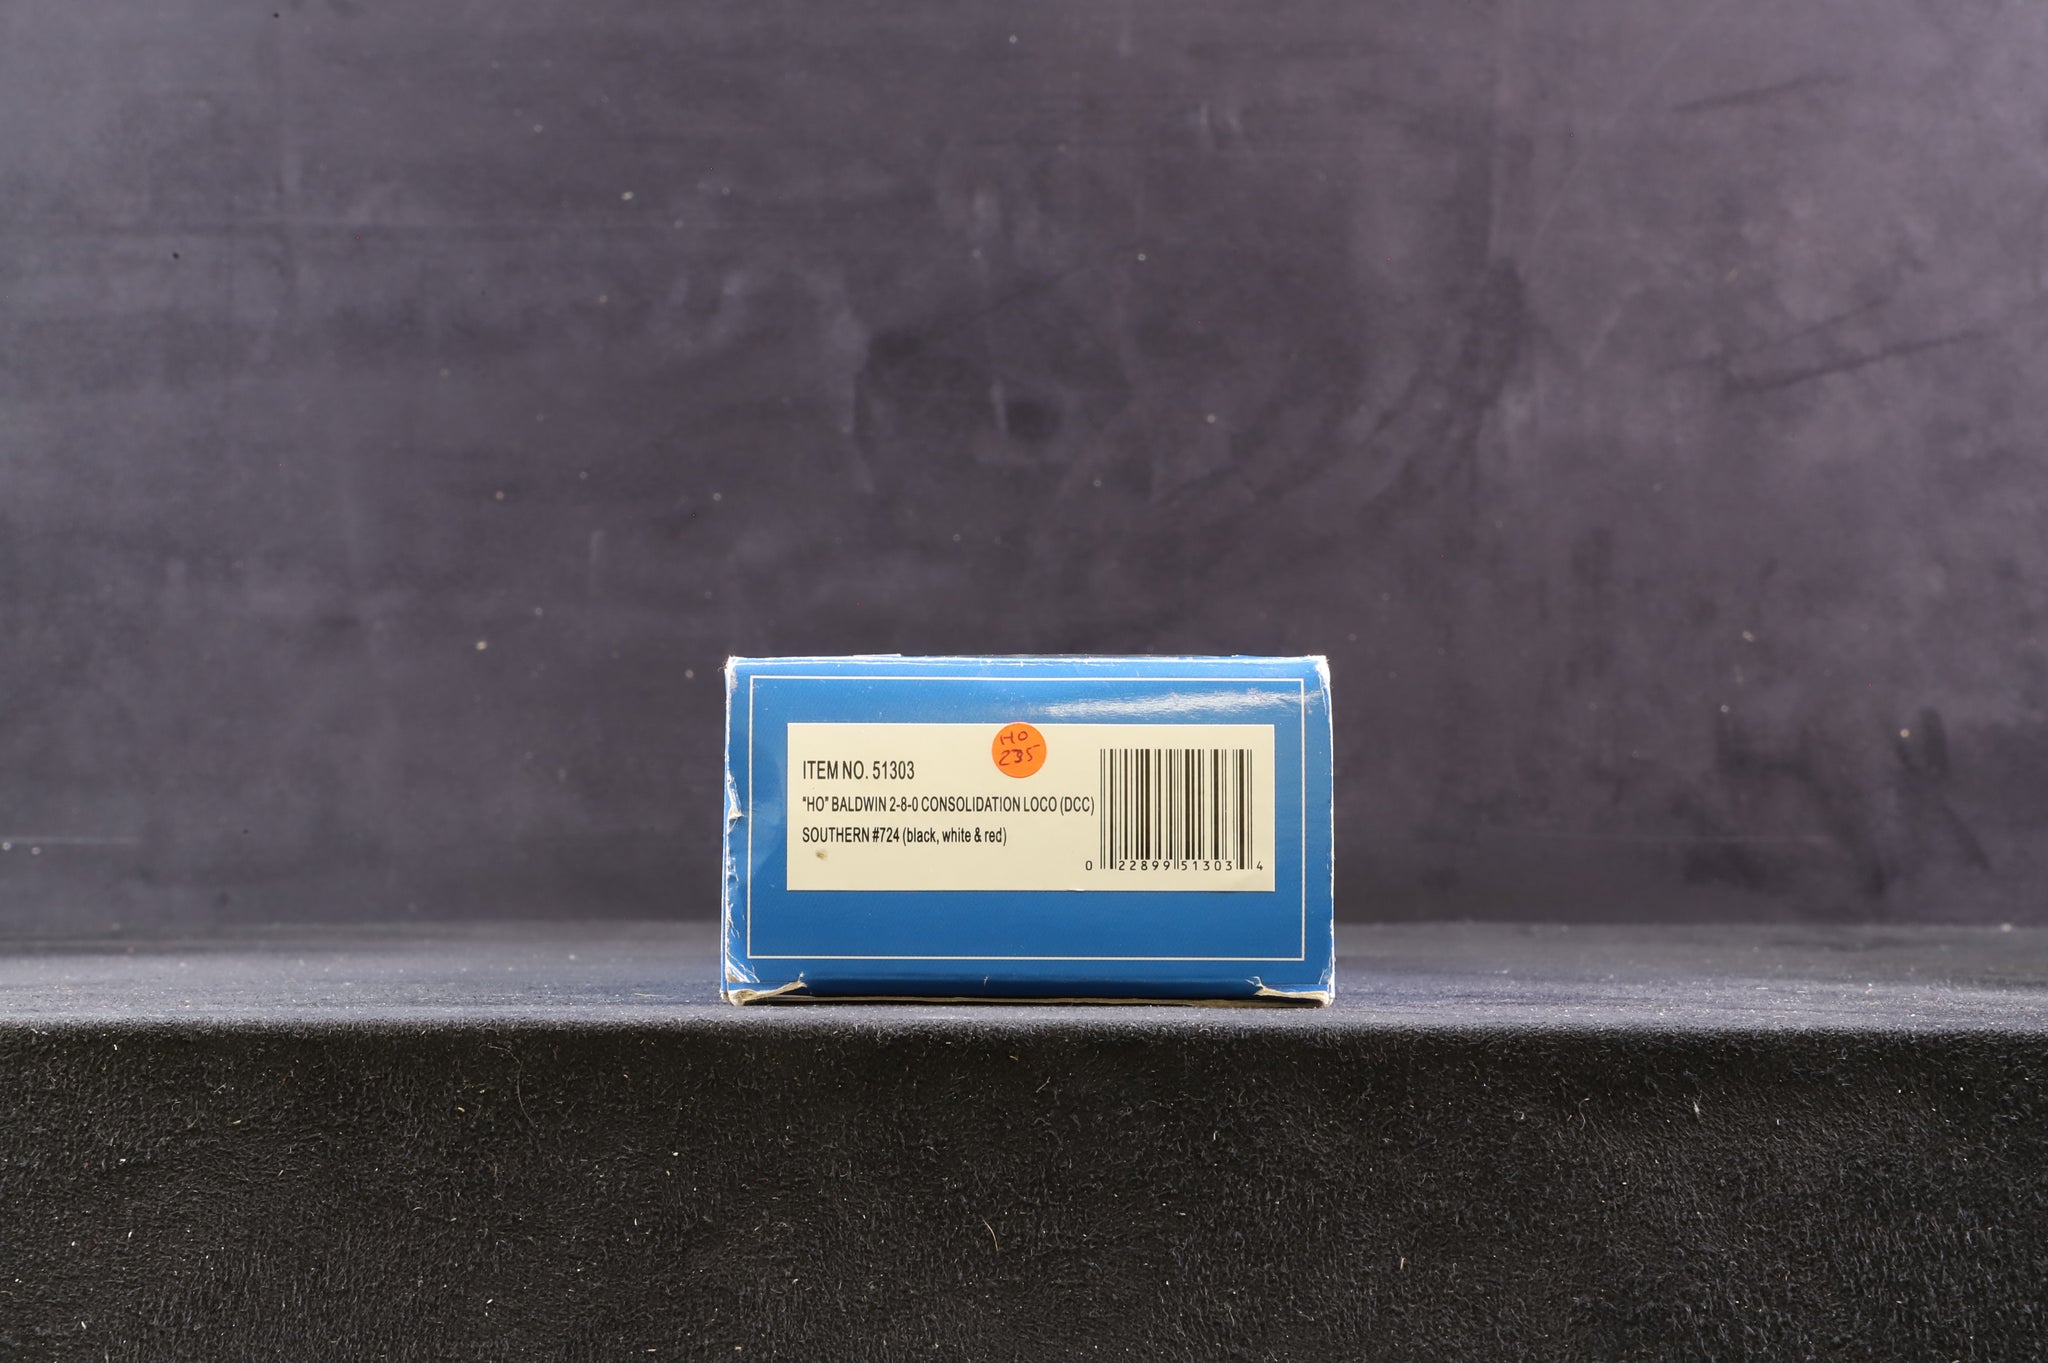 HO
235
ITEM NO. 51303
"HO" BALDWIN 2-8-0 CONSOLIDATION LOCO (DCC)
SOUTHERN #724 (black, white & red)
0 22899 51303 4